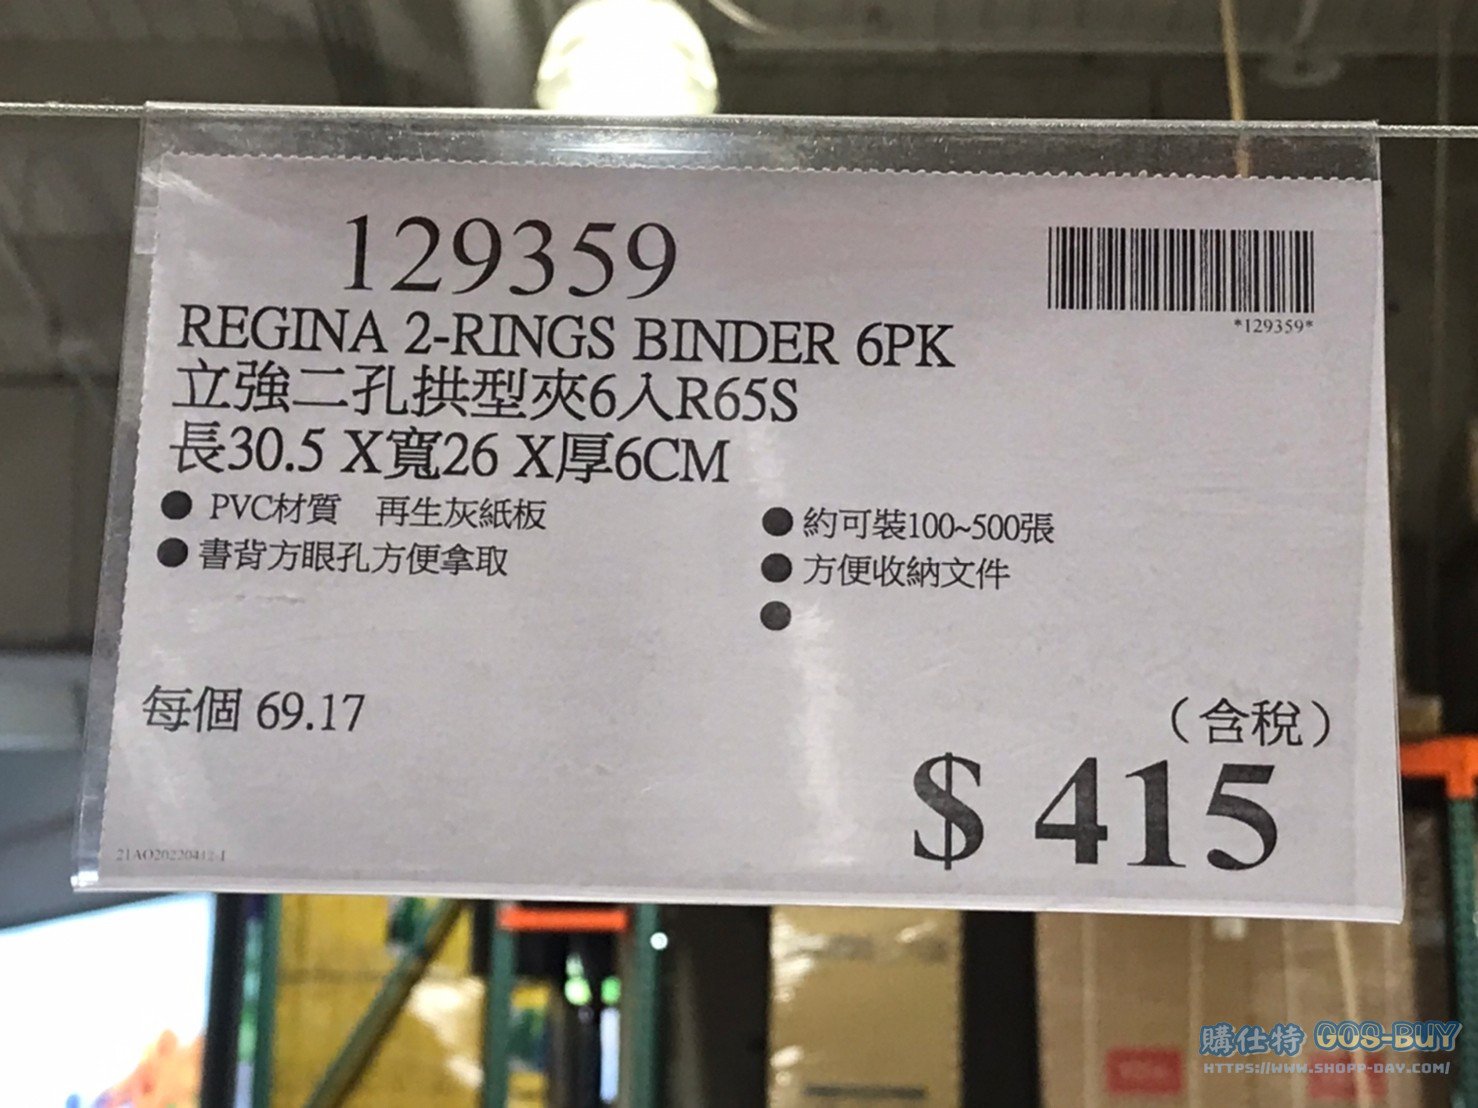 129359
*129359*
REGINA 2-RINGS BINDER 6PK
立強二孔拱型夾6入R65S
長30.5 X寬26 X厚6CM
● PVC材質 再生灰紙板
● 書背方眼孔方便拿取
● 約可裝100~500張
● 方便收納文件
●
每個 69.17
(含稅)
$ 415
21AO20220412-1
購仕特 GOS-BUY
HTTPS://WWW.SHOPP-DAY.COM/